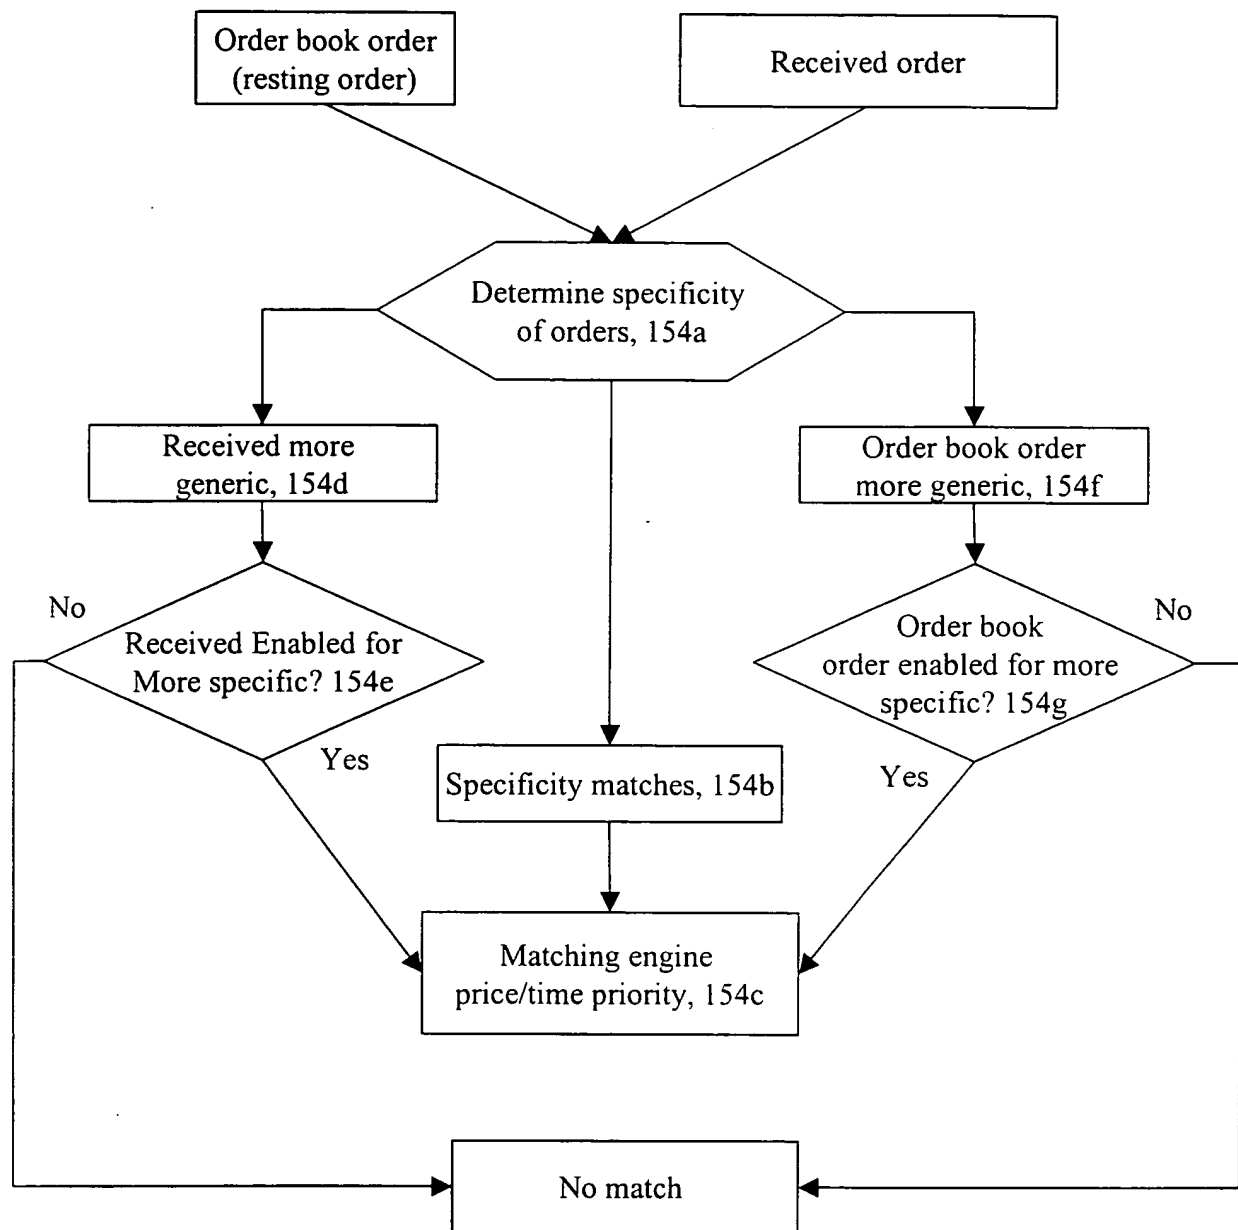 Order book order
(resting order)
Received order
Determine specificity
of orders, 154a
Received more
generic, 154d
Order book order
more generic, 154f
No
Received Enabled for
More specific? 154e
Yes
Order book
order enabled for more
specific? 154g
No
Yes
Specificity matches, 154b
Matching engine
price/time priority, 154c
No match